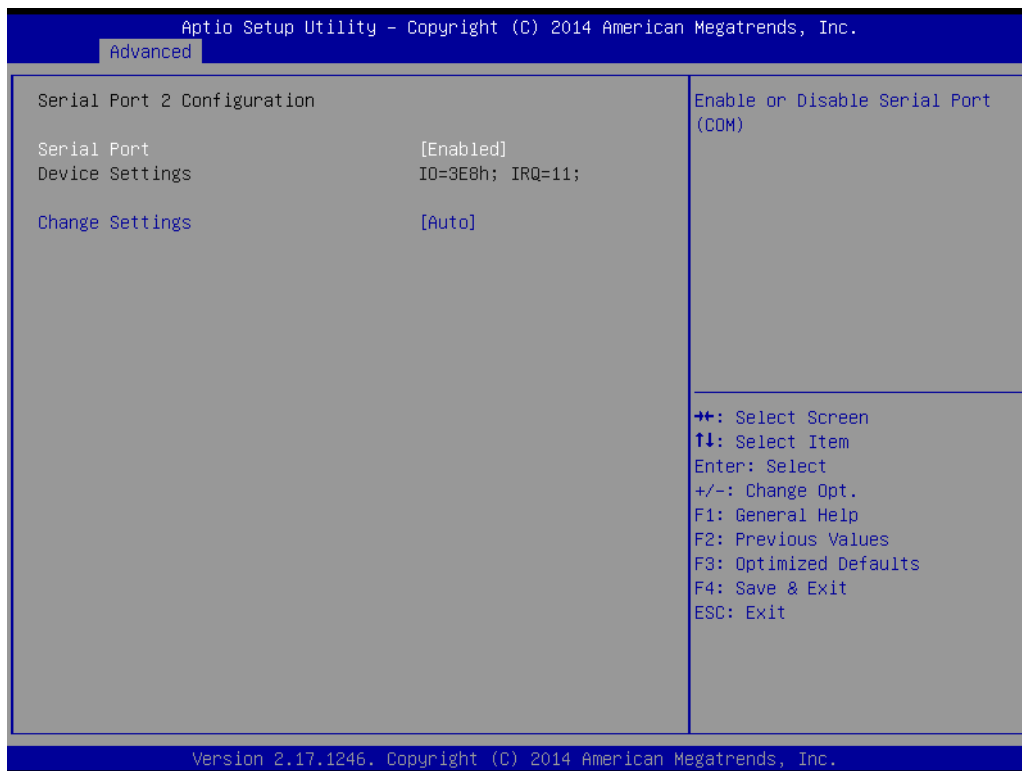 Aptio Setup Utility – Copyright (C) 2014 American Megatrends, Inc.
Advanced
Serial Port 2 Configuration
Serial Port [Enabled]
Device Settings IO=3E8h; IRQ=11;
Change Settings [Auto]
Enable or Disable Serial Port
(COM)
→←: Select Screen
↑↓: Select Item
Enter: Select
+/-: Change Opt.
F1: General Help
F2: Previous Values
F3: Optimized Defaults
F4: Save & Exit
ESC: Exit
Version 2.17.1246. Copyright (C) 2014 American Megatrends, Inc.